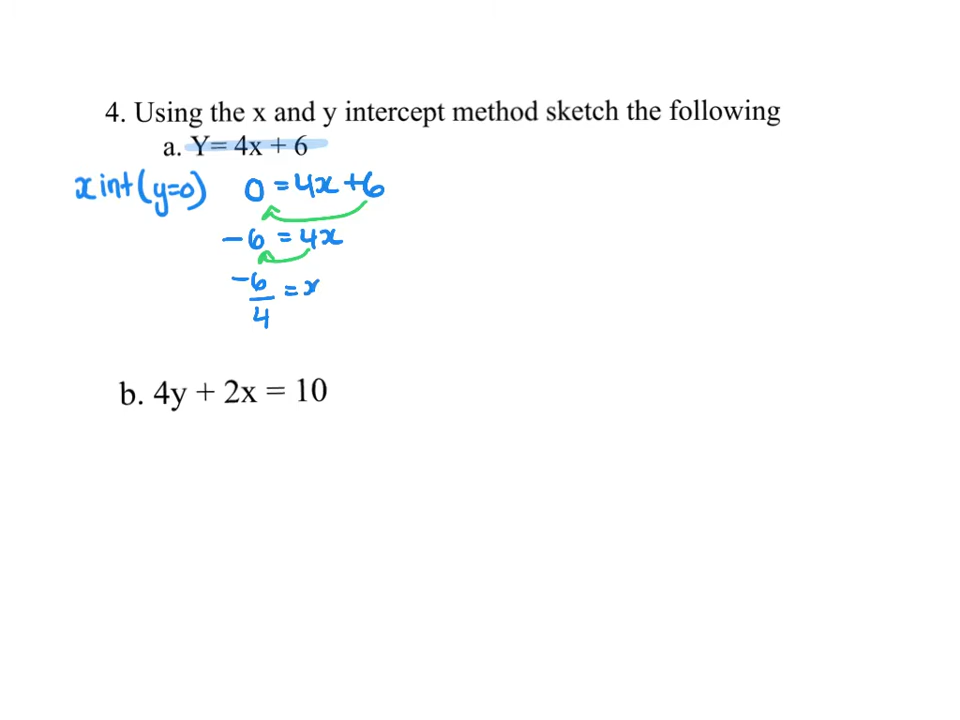 4. Using the x and y intercept method sketch the following
a. Y= 4x + 6
x int (y=0) 0 = 4x + 6
-6 = 4x
-6/4 = x
b. 4y + 2x = 10